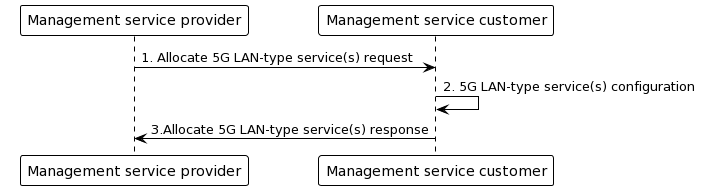 Management service provider
Management service customer
1. Allocate 5G LAN-type service(s) request
2. 5G LAN-type service(s) configuration
3.Allocate 5G LAN-type service(s) response
Management service provider
Management service customer